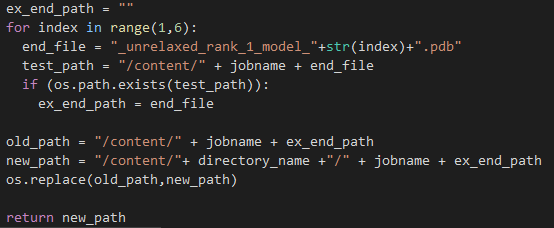 ex_end_path = ""
for index in range(1,6):
  end_file = "_unrelaxed_rank_1_model_"+str(index)+".pdb"
  test_path = "/content/" + jobname + end_file
  if (os.path.exists(test_path)):
    ex_end_path = end_file

old_path = "/content/" + jobname + ex_end_path
new_path = "/content/"+ directory_name +"/" + jobname + ex_end_path
os.replace(old_path,new_path)

return new_path